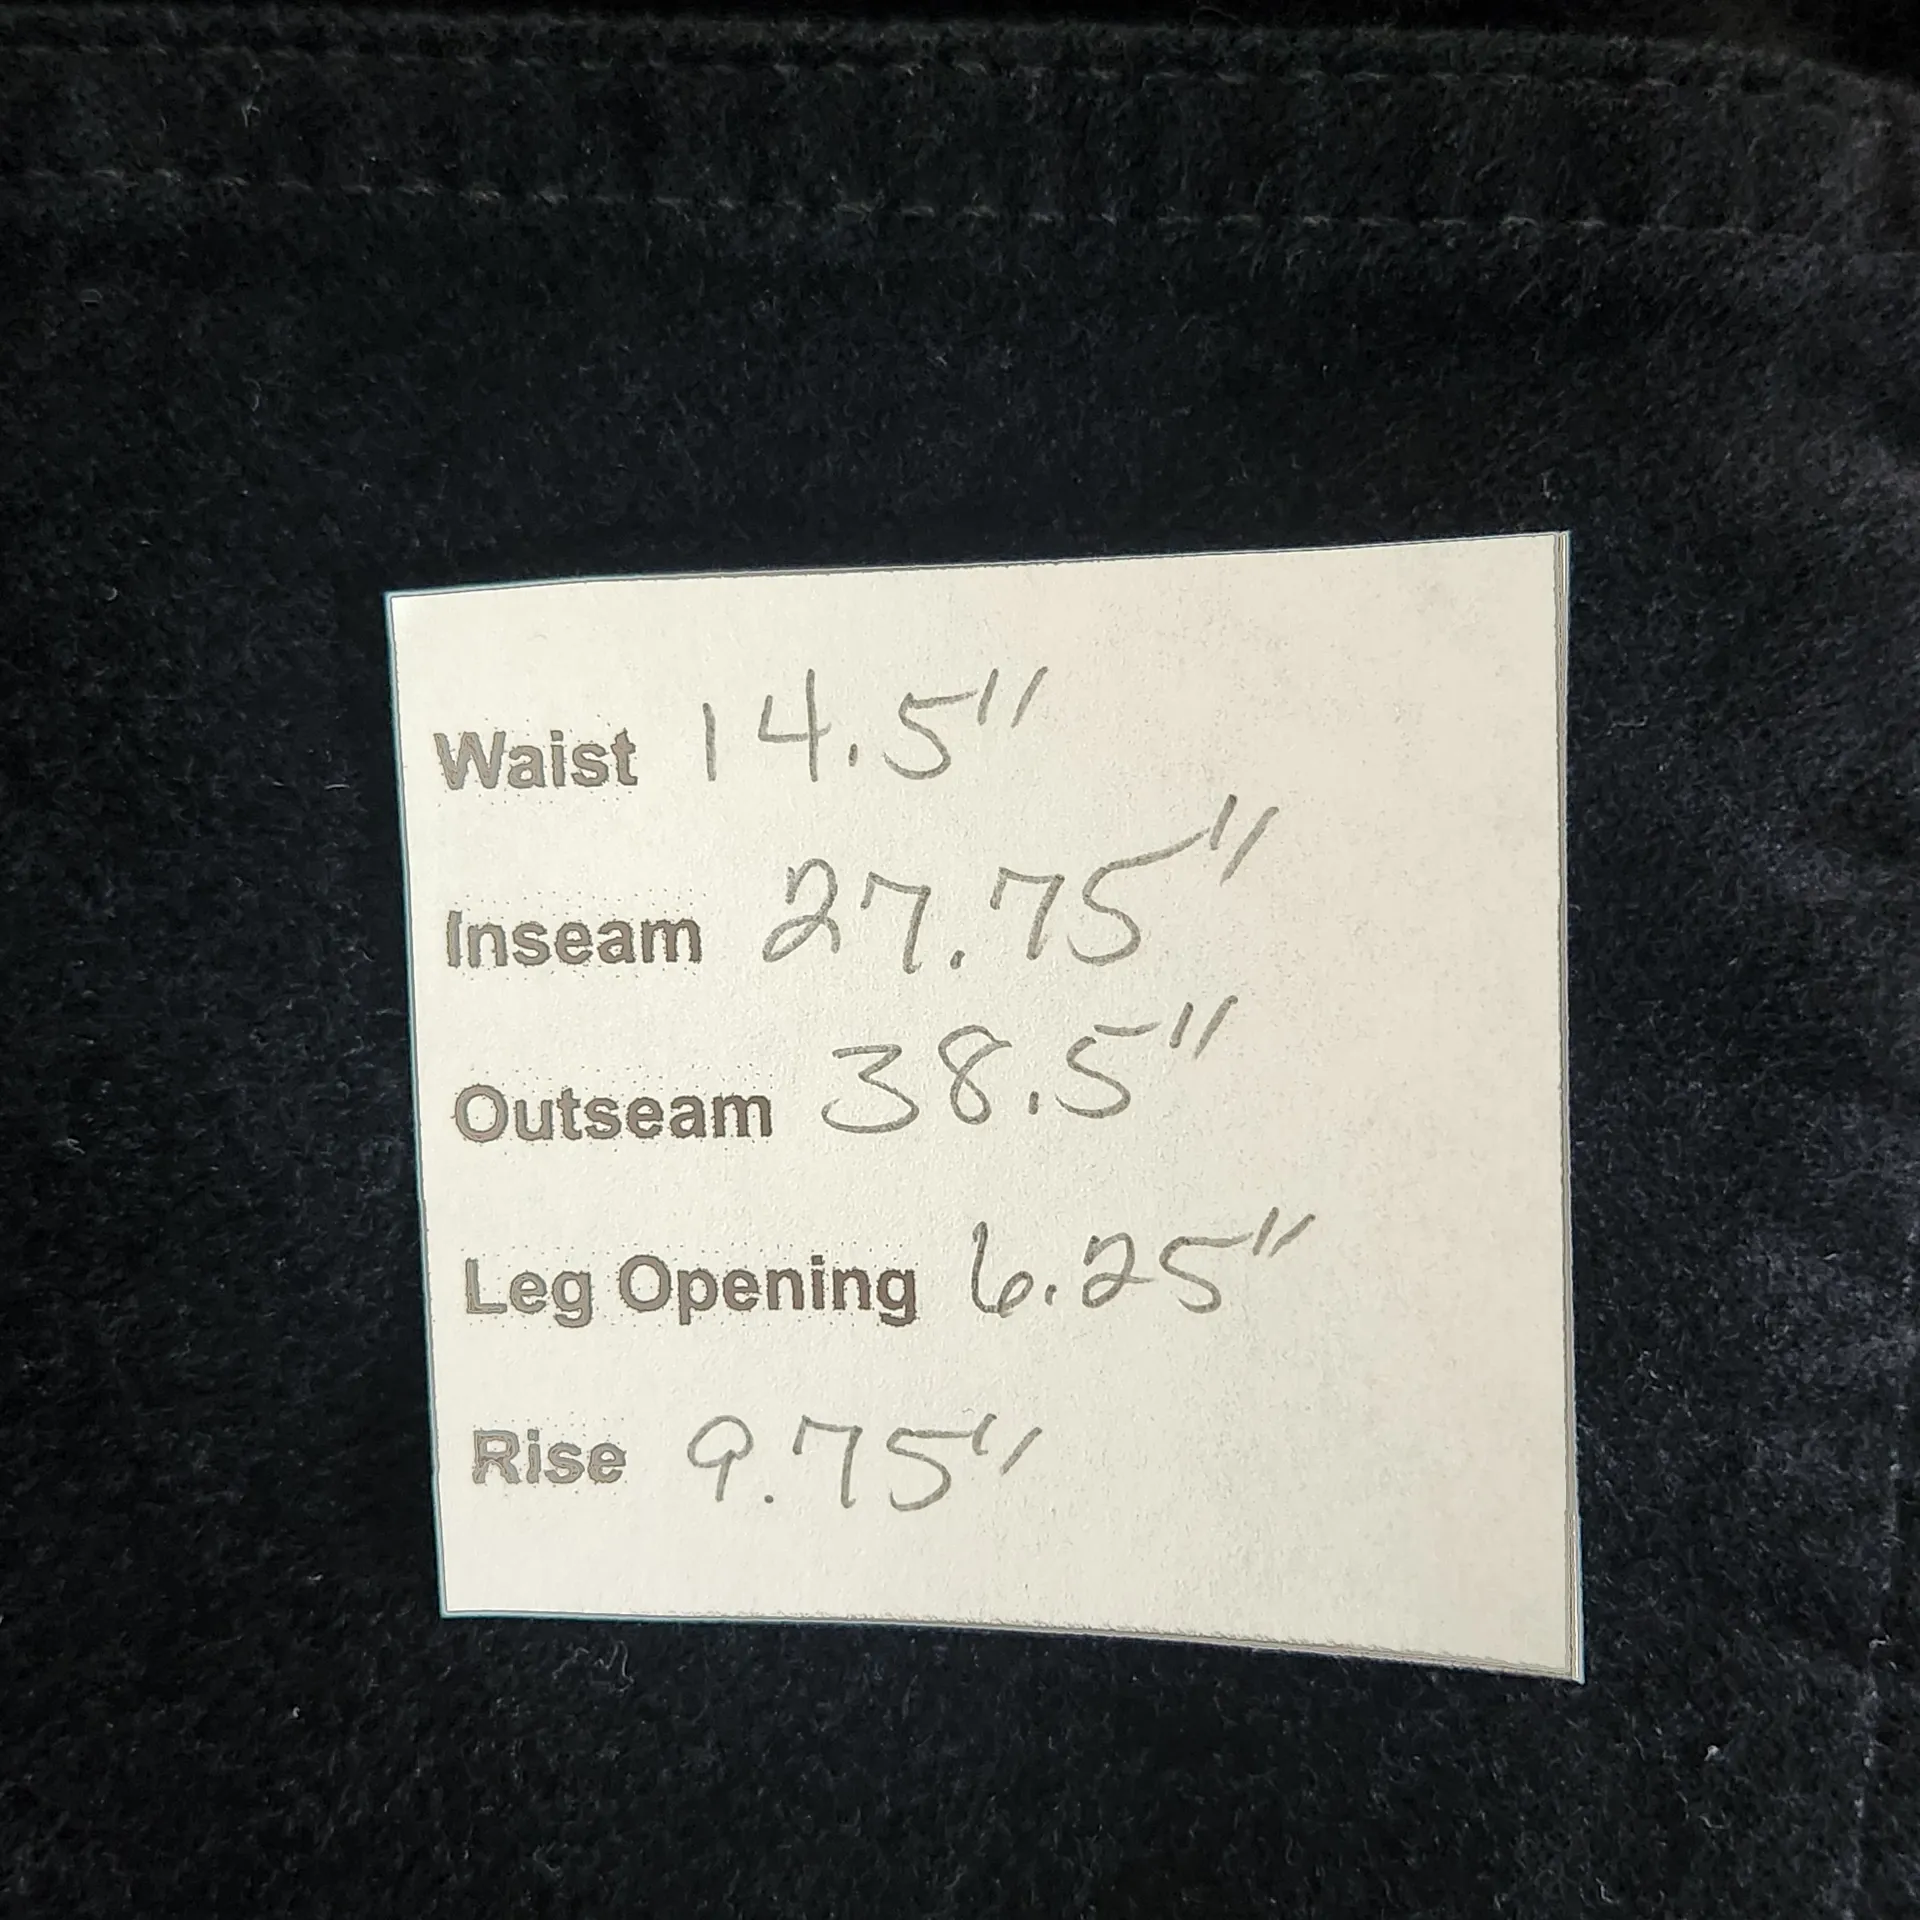 Waist 14.5"
Inseam 27.75"
Outseam 38.5"
Leg Opening 6.25"
Rise 9.75"